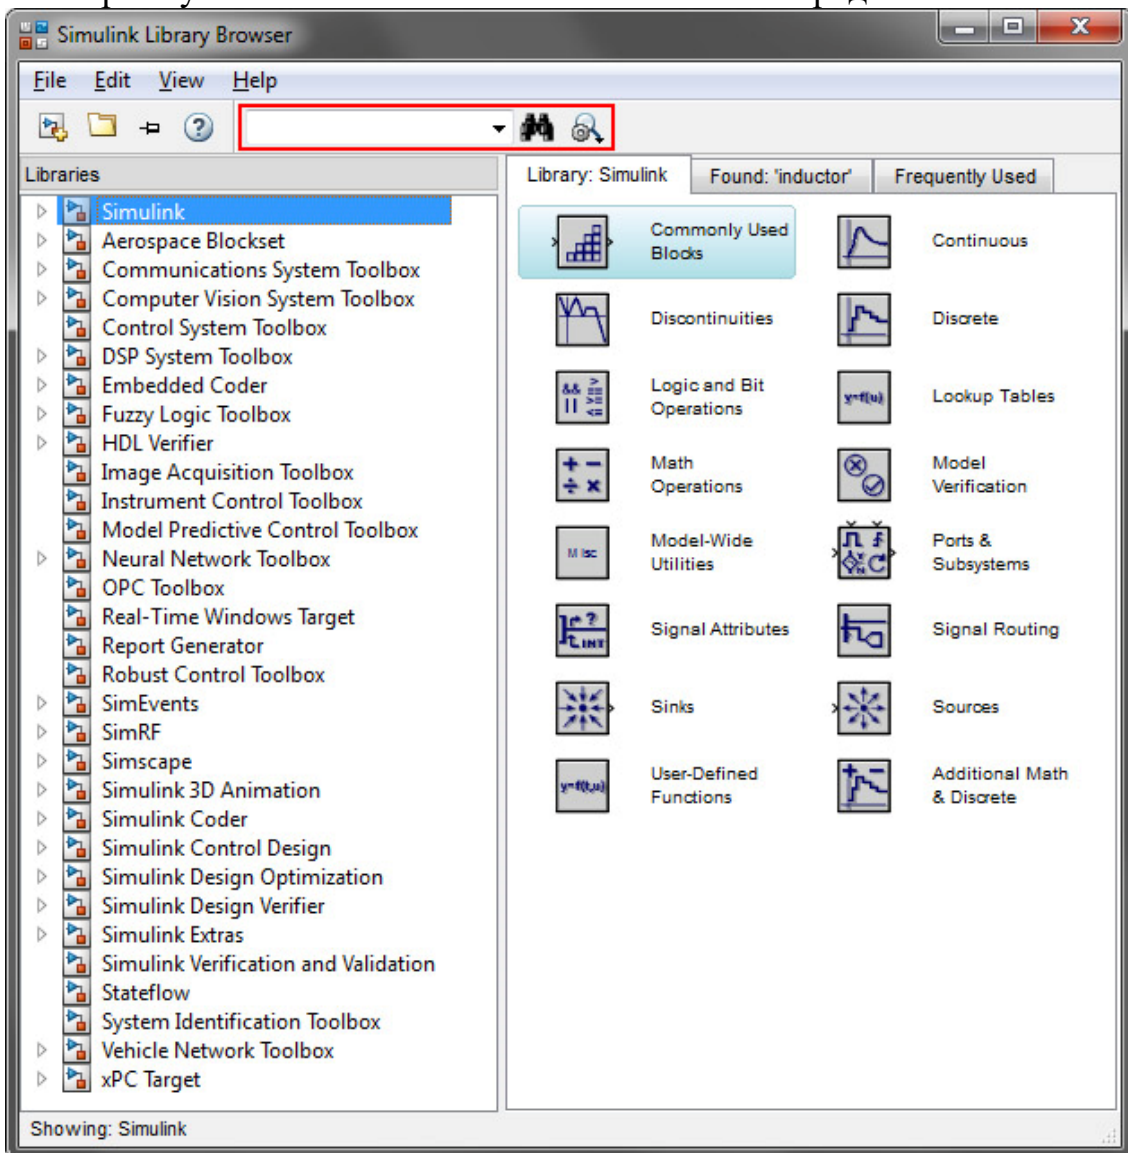 Simulink Library Browser
File Edit View Help
Libraries
Library: Simulink Found: 'inductor' Frequently Used
Simulink
Aerospace Blockset
Communications System Toolbox
Computer Vision System Toolbox
Control System Toolbox
DSP System Toolbox
Embedded Coder
Fuzzy Logic Toolbox
HDL Verifier
Image Acquisition Toolbox
Instrument Control Toolbox
Model Predictive Control Toolbox
Neural Network Toolbox
OPC Toolbox
Real-Time Windows Target
Report Generator
Robust Control Toolbox
SimEvents
SimRF
Simscape
Simulink 3D Animation
Simulink Coder
Simulink Control Design
Simulink Design Optimization
Simulink Design Verifier
Simulink Extras
Simulink Verification and Validation
Stateflow
System Identification Toolbox
Vehicle Network Toolbox
xPC Target
Commonly Used
Blocks
Continuous
Discontinuities
Discrete
Logic and Bit
Operations
y=f(u)
Lookup Tables
Math
Operations
Model
Verification
Misc
Model-Wide
Utilities
Ports &
Subsystems
Signal Attributes
Signal Routing
Sinks
Sources
y=f(t,u)
User-Defined
Functions
Additional Math
& Discrete
Showing: Simulink